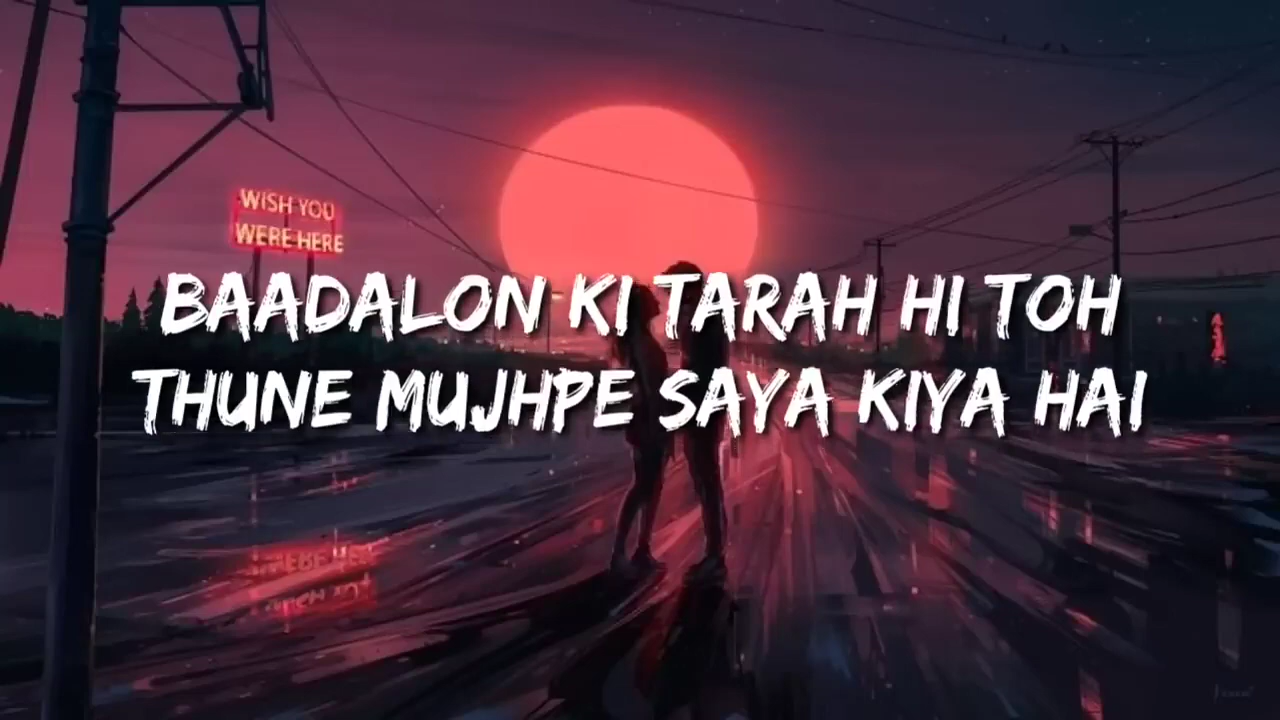 WISH YOU
WERE HERE
BAADALON KI TARAH HI TOH
THUNE MUJHPE SAYA KIYA HAI